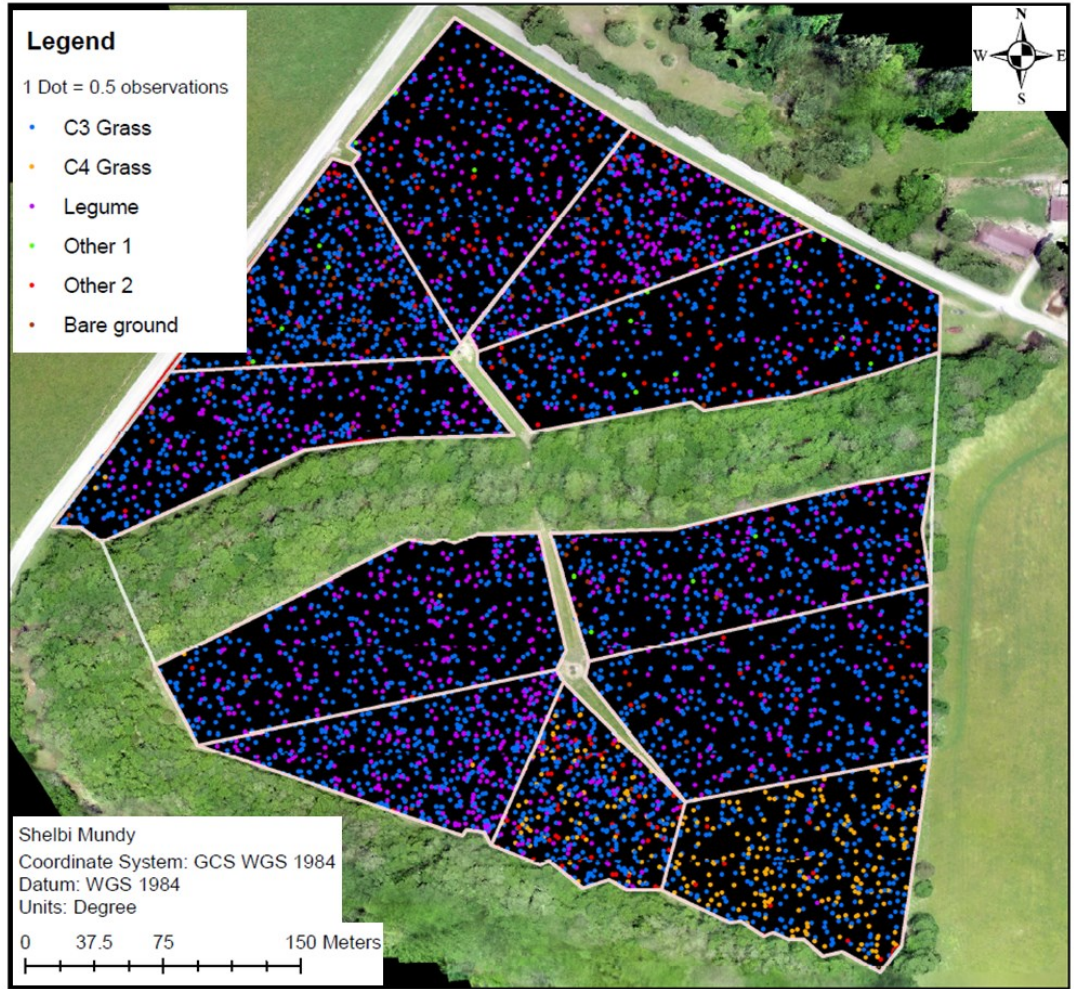 Legend
1 Dot = 0.5 observations
C3 Grass
C4 Grass
Legume
Other 1
Other 2
Bare ground
N
W E
S
Shelbi Mundy
Coordinate System: GCS WGS 1984
Datum: WGS 1984
Units: Degree
0 37.5 75 150 Meters